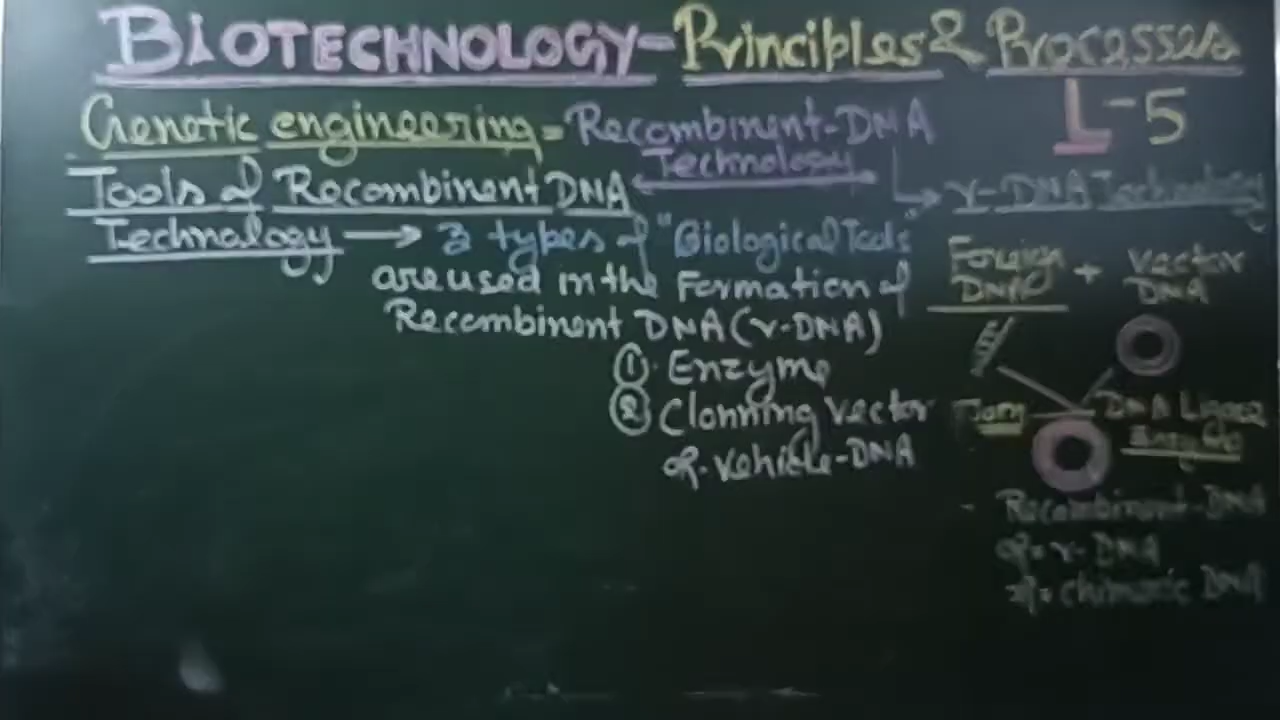 BIOTECHNOLOGY-Principles & Processes
L-5
Genetic engineering = Recombinent-DNA
Technology
Tools of Recombinent DNA
Technology → 3 types of "Biological Tools"
are used in the Formation of
Recombinent DNA (r-DNA)
① Enzyme
② Clonning Vector
or Vehicle-DNA
r-DNA Technology
Foreign DNA + vector DNA
DNA Ligase
Recombinent-DNA
or r-DNA
or chimaric DNA